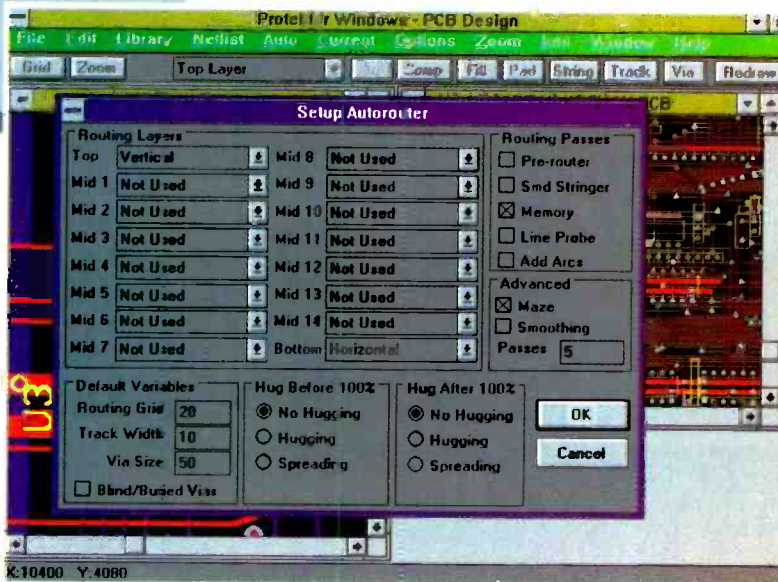 Protel for Windows - PCB Design
File Edit Library Netlist Auto Current Options Zoom Info Window Help
Grid Zoom Top Layer Comp Fill Pad String Track Via Redraw
PCB
Setup Autorouter
Routing Layers
Top Vertical Mid 8 Not Used
Mid 1 Not Used Mid 9 Not Used
Mid 2 Not Used Mid 10 Not Used
Mid 3 Not Used Mid 11 Not Used
Mid 4 Not Used Mid 12 Not Used
Mid 5 Not Used Mid 13 Not Used
Mid 6 Not Used Mid 14 Not Used
Mid 7 Not Used Bottom Horizontal
Routing Passes
Pre-router
Smd Stringer
Memory
Line Probe
Add Arcs
Advanced
Maze
Smoothing
Passes 5
Default Variables
Routing Grid 20
Track Width 10
Via Size 50
Blind/Buried Vias
Hug Before 100%
No Hugging
Hugging
Spreading
Hug After 100%
No Hugging
Hugging
Spreading
OK
Cancel
U3
X:10400 Y:4080